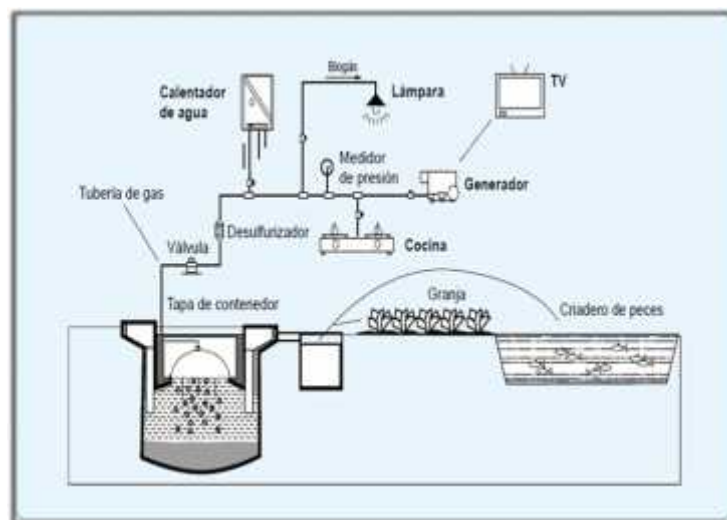 Biogás
Calentador
de agua
Lámpara
TV
Medidor
de presión
Generador
Tubería de gas
Desulfurizador
Válvula
Cocina
Tapa de contenedor
Granja
Criadero de peces